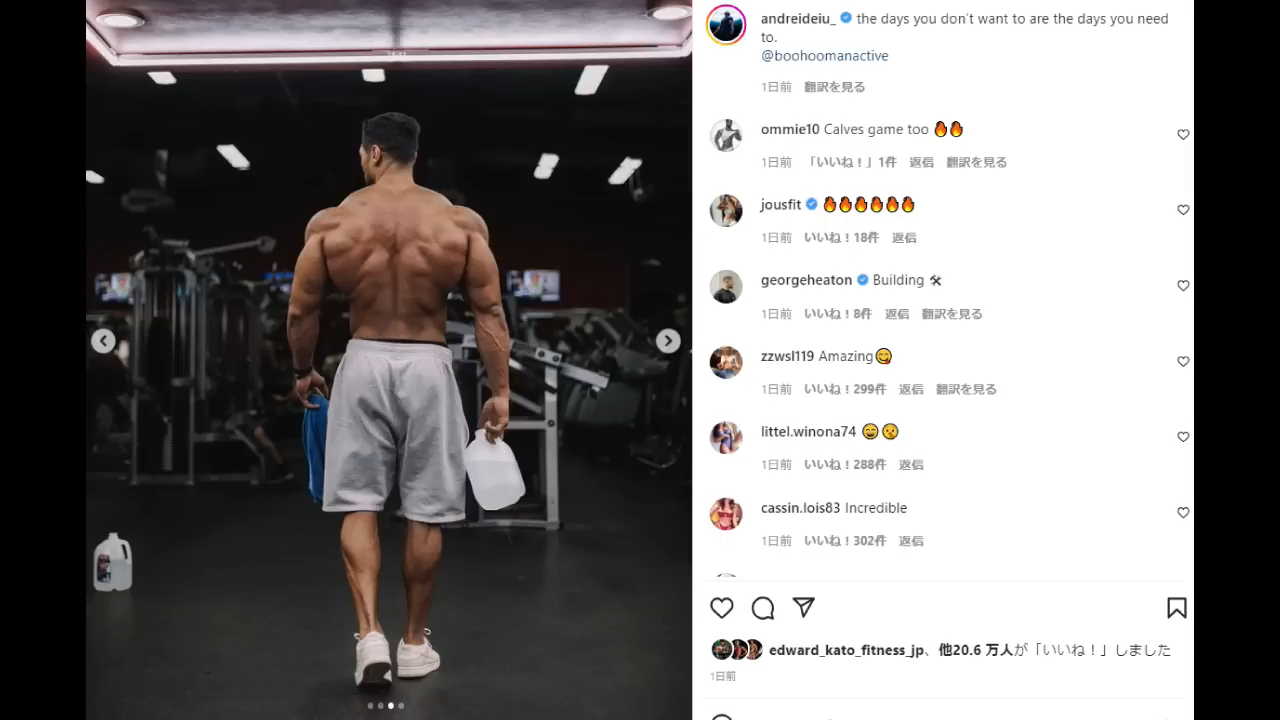 andreideiu_ the days you don't want to are the days you need
to.
@boohoomanactive
1日前 翻訳を見る
ommie10 Calves game too 🔥🔥
1日前 「いいね！」1件 返信 翻訳を見る
jousfit 🔥🔥🔥🔥🔥🔥
1日前 いいね！18件 返信
georgeheaton Building 🛠
1日前 いいね！8件 返信 翻訳を見る
zzwsl119 Amazing😋
1日前 いいね！299件 返信 翻訳を見る
littel.winona74 😄🤢
1日前 いいね！288件 返信
cassin.lois83 Incredible
1日前 いいね！302件 返信
edward_kato_fitness_jp、他20.6 万人が「いいね！」しました
1日前